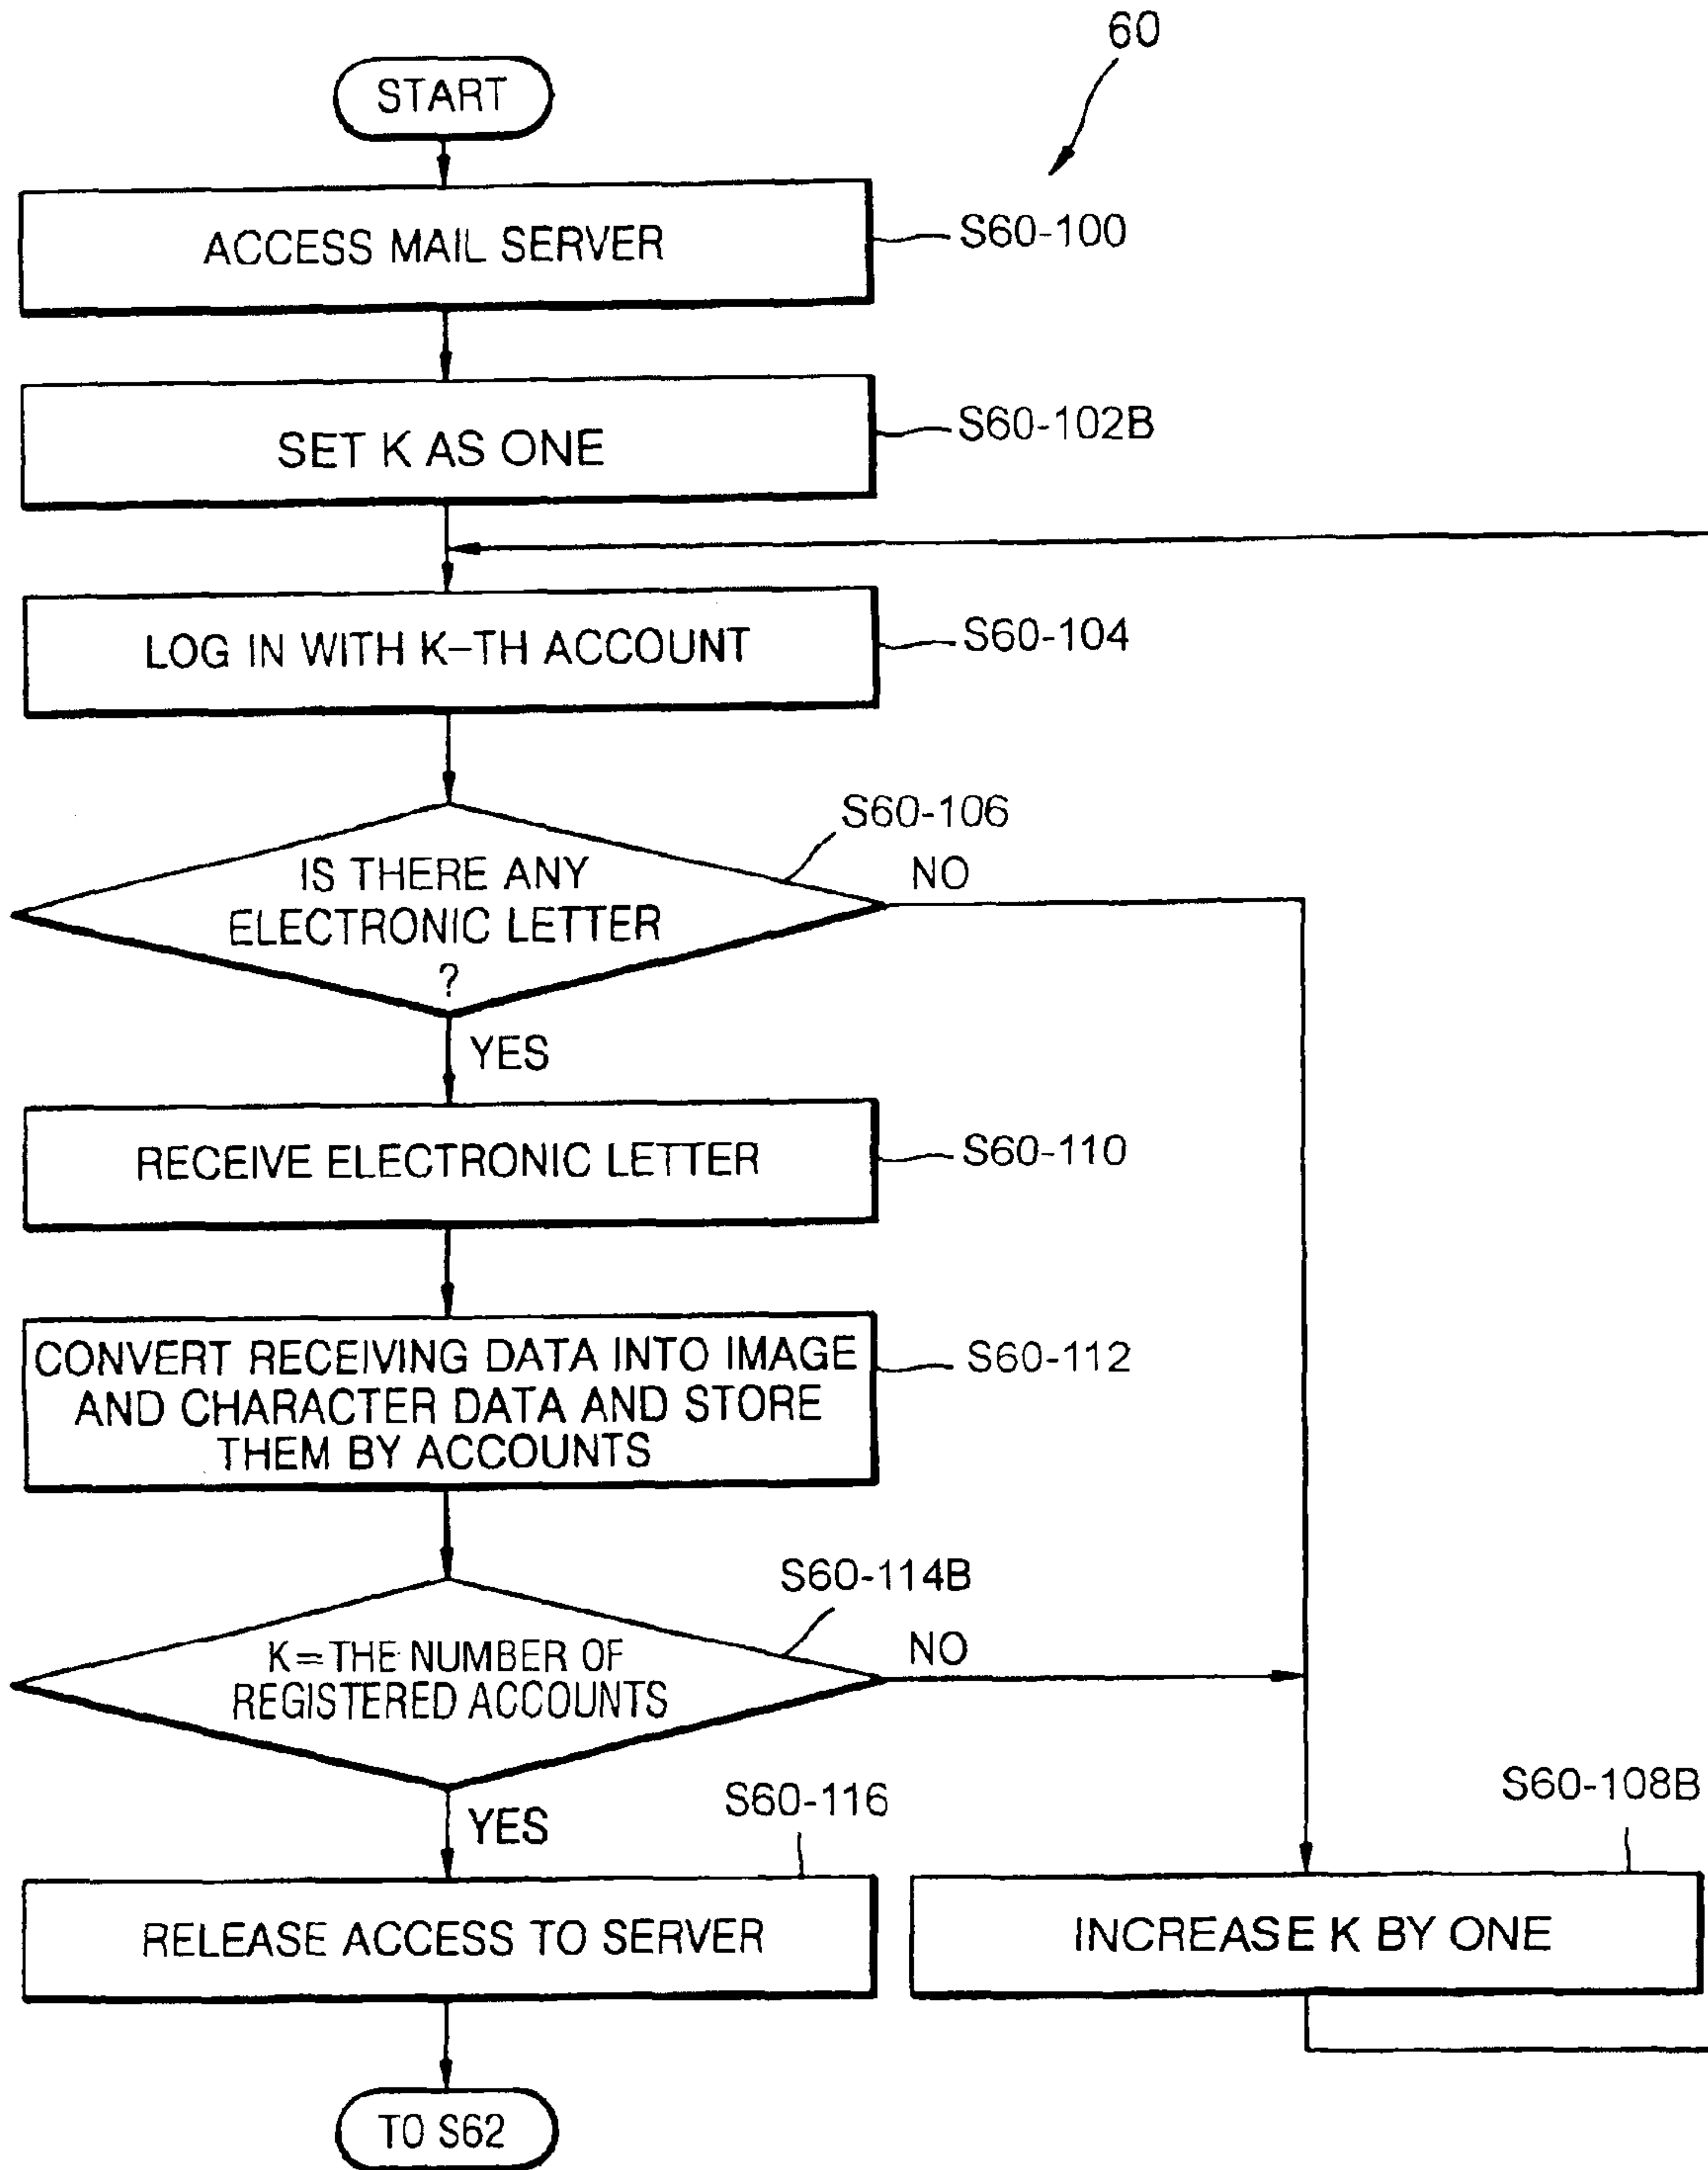 60
START
ACCESS MAIL SERVER
S60-100
SET K AS ONE
S60-102B
LOG IN WITH K-TH ACCOUNT
S60-104
S60-106
IS THERE ANY
ELECTRONIC LETTER
?
NO
YES
RECEIVE ELECTRONIC LETTER
S60-110
CONVERT RECEIVING DATA INTO IMAGE
AND CHARACTER DATA AND STORE
THEM BY ACCOUNTS
S60-112
S60-114B
K=THE NUMBER OF
REGISTERED ACCOUNTS
NO
YES
S60-116
RELEASE ACCESS TO SERVER
S60-108B
INCREASE K BY ONE
TO S62